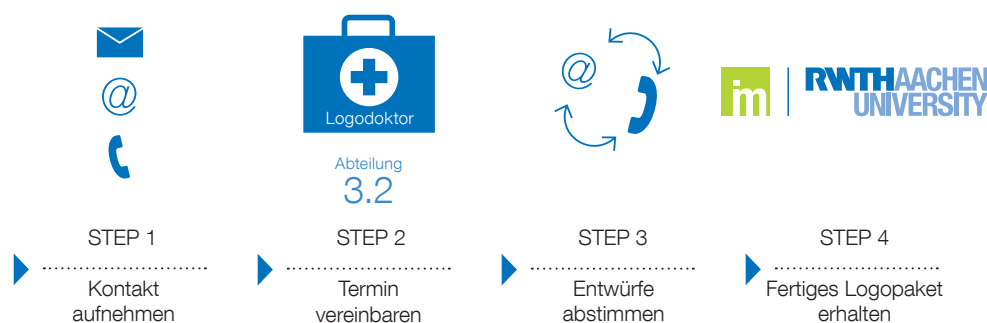 @
Logodoktor
Abteilung
3.2
@
im
RWTHAACHEN
UNIVERSITY
STEP 1
Kontakt
aufnehmen
STEP 2
Termin
vereinbaren
STEP 3
Entwürfe
abstimmen
STEP 4
Fertiges Logopaket
erhalten